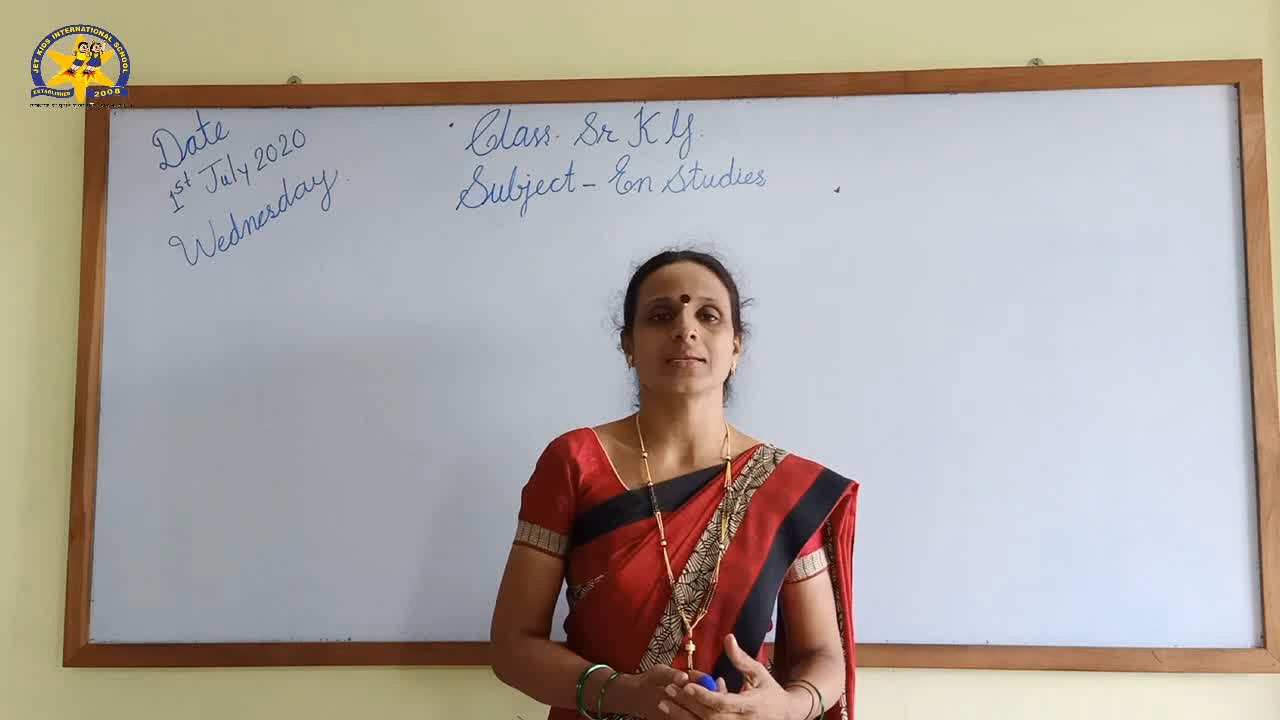 JET KIDS INTERNATIONAL SCHOOL
ESTABLISHED 2008
Date
1st July 2020
Wednesday.
Class. Sr K G.
Subject - En Studies